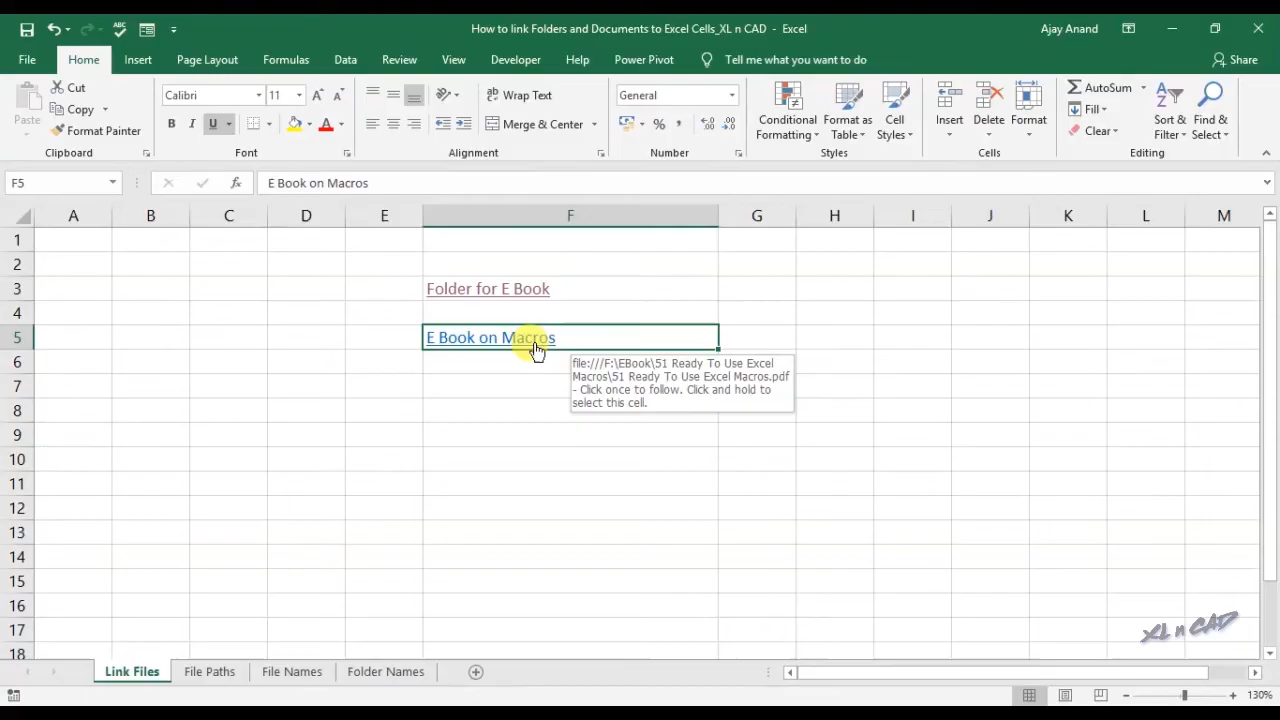 How to link Folders and Documents to Excel Cells_XL n CAD - Excel
Ajay Anand
File Home Insert Page Layout Formulas Data Review View Developer Help Power Pivot Tell me what you want to do Share
Paste
Cut
Copy
Format Painter
Calibri 11
B I U
Wrap Text
Merge & Center
General
%
Conditional Formatting
Format as Table
Cell Styles
Insert
Delete
Format
AutoSum
Fill
Clear
Sort & Filter
Find & Select
Clipboard Font Alignment Number Styles Cells Editing
F5 fx E Book on Macros
A B C D E F G H I J K L M
1
2
3 Folder for E Book
4
5 E Book on Macros
6
file:///F:\EBook\51 Ready To Use Excel
Macros\51 Ready To Use Excel Macros.pdf
- Click once to follow. Click and hold to
select this cell.
7
8
9
10
11
12
13
14
15
16
17
18
XL n CAD
Link Files File Paths File Names Folder Names
130%